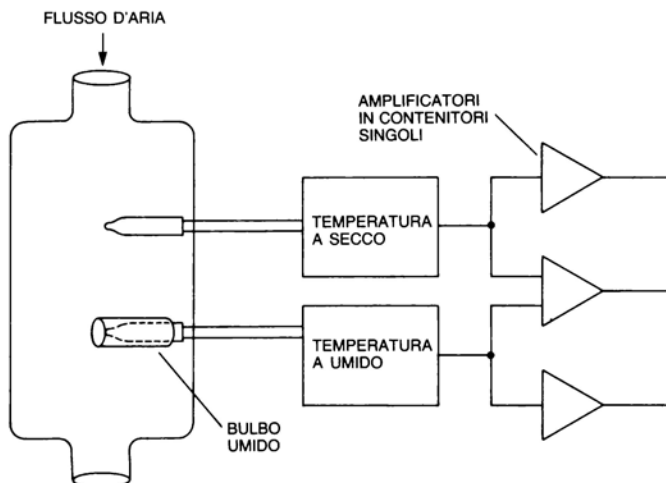 FLUSSO D'ARIA
AMPLIFICATORI
IN CONTENITORI
SINGOLI
TEMPERATURA
A SECCO
TEMPERATURA
A UMIDO
BULBO
UMIDO